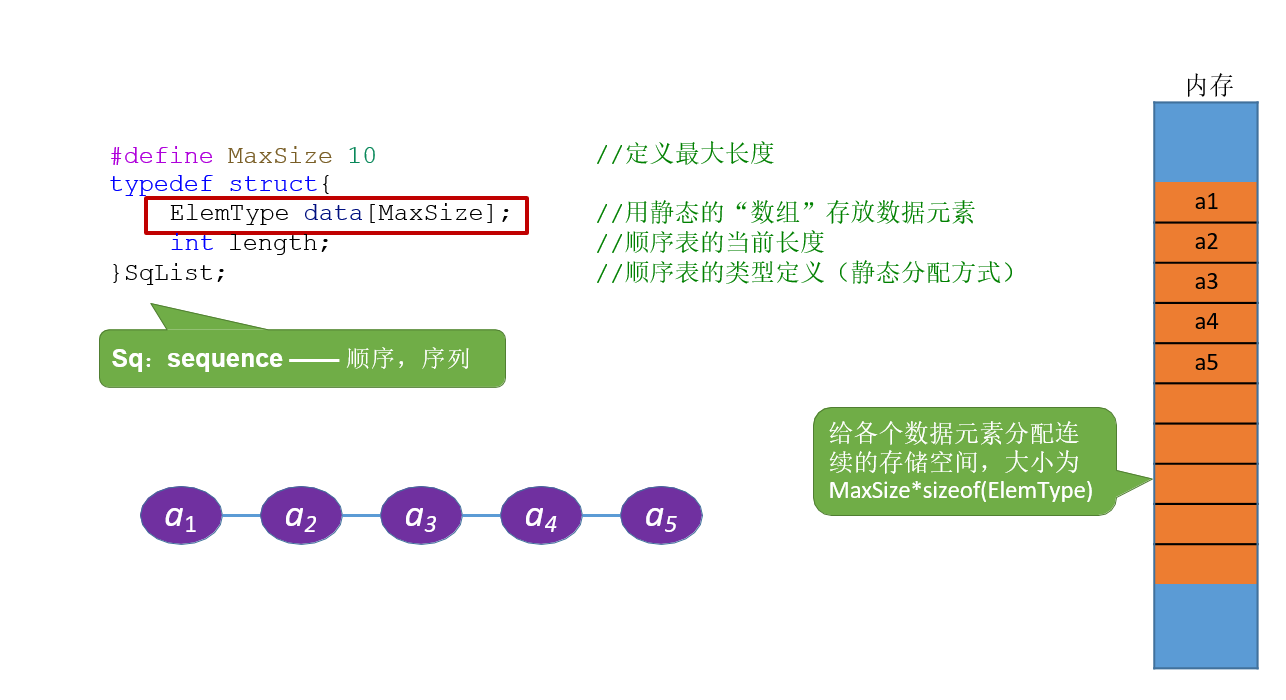 内存
#define MaxSize 10 //定义最大长度
typedef struct{
ElemType data[MaxSize]; //用静态的“数组”存放数据元素
int length; //顺序表的当前长度
}SqList; //顺序表的类型定义（静态分配方式）
Sq：sequence —— 顺序，序列
a1
a2
a3
a4
a5
给各个数据元素分配连
续的存储空间，大小为
MaxSize*sizeof(ElemType)
a1 a2 a3 a4 a5